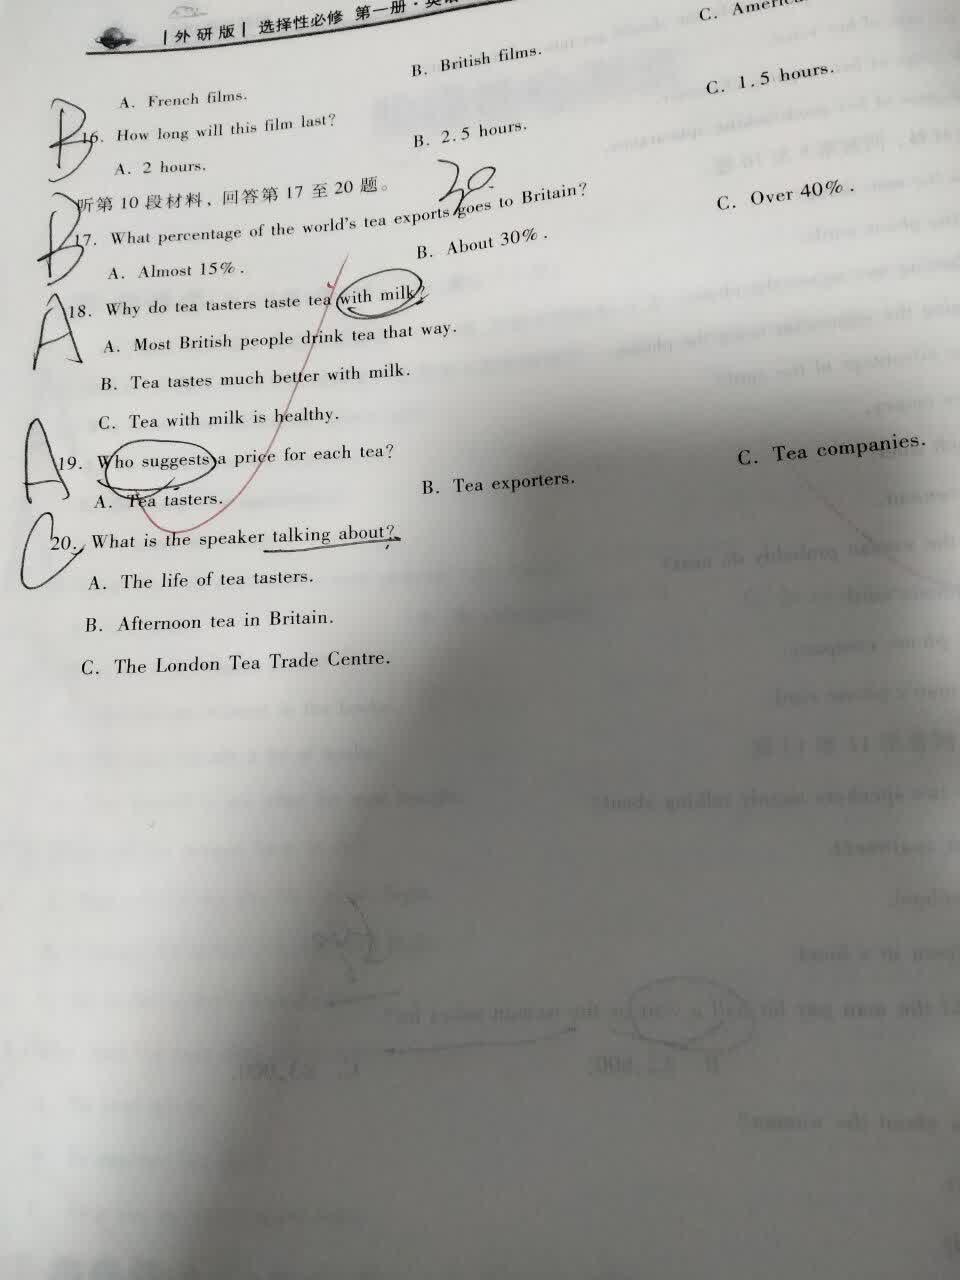 外研版 选择性必修 第一册·英语
A. French films. B. British films. C.
B
16. How long will this film last?
A. 2 hours. B. 2.5 hours. C. 1.5 hours.
听第 10 段材料，回答第 17 至 20 题。
30
B
17. What percentage of the world's tea exports goes to Britain?
A. Almost 15%. B. About 30%. C. Over 40%.
A
18. Why do tea tasters taste tea with milk?
A. Most British people drink tea that way.
B. Tea tastes much better with milk.
C. Tea with milk is healthy.
A
19. Who suggests a price for each tea?
A. Tea tasters. B. Tea exporters. C. Tea companies.
C
20. What is the speaker talking about?
A. The life of tea tasters.
B. Afternoon tea in Britain.
C. The London Tea Trade Centre.